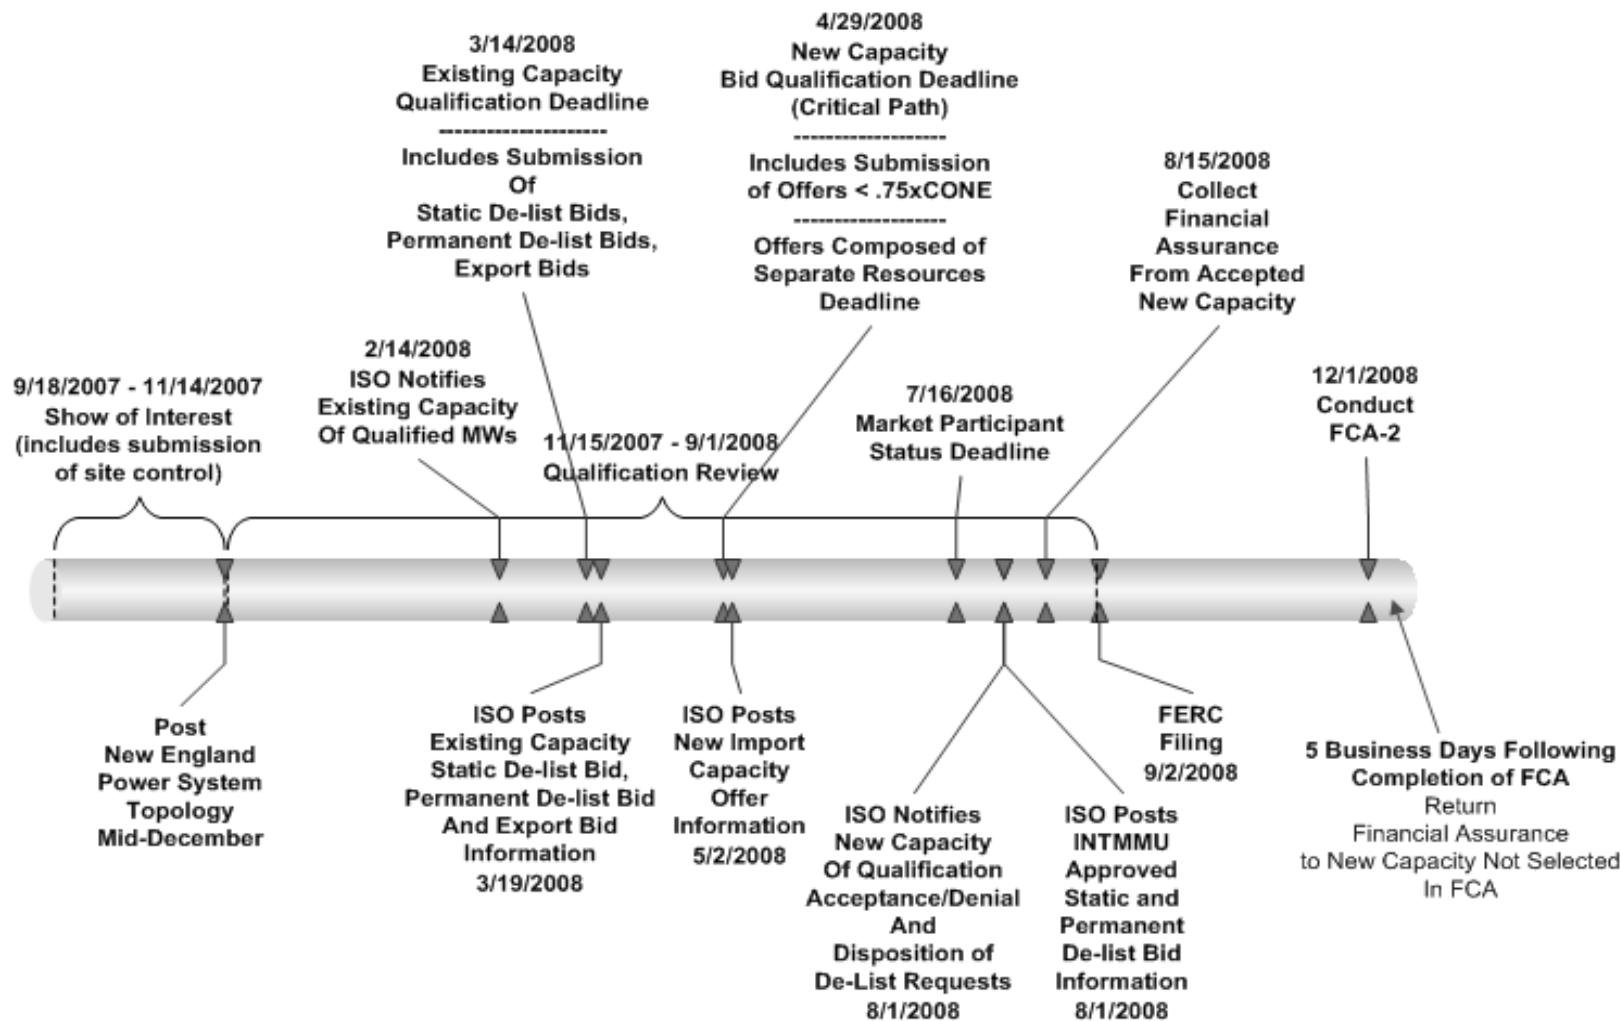 3/14/2008
Existing Capacity
Qualification Deadline
---------------------
Includes Submission
Of
Static De-list Bids,
Permanent De-list Bids,
Export Bids
4/29/2008
New Capacity
Bid Qualification Deadline
(Critical Path)
-------------------
Includes Submission
of Offers < .75xCONE
-------------------
Offers Composed of
Separate Resources
Deadline
8/15/2008
Collect
Financial
Assurance
From Accepted
New Capacity
2/14/2008
ISO Notifies
Existing Capacity
Of Qualified MWs
9/18/2007 - 11/14/2007
Show of Interest
(includes submission
of site control)
11/15/2007 - 9/1/2008
Qualification Review
7/16/2008
Market Participant
Status Deadline
12/1/2008
Conduct
FCA-2
Post
New England
Power System
Topology
Mid-December
ISO Posts
Existing Capacity
Static De-list Bid,
Permanent De-list Bid
And Export Bid
Information
3/19/2008
ISO Posts
New Import
Capacity
Offer
Information
5/2/2008
ISO Notifies
New Capacity
Of Qualification
Acceptance/Denial
And
Disposition of
De-List Requests
8/1/2008
ISO Posts
INTMMU
Approved
Static and
Permanent
De-list Bid
Information
8/1/2008
FERC
Filing
9/2/2008
5 Business Days Following
Completion of FCA
Return
Financial Assurance
to New Capacity Not Selected
In FCA